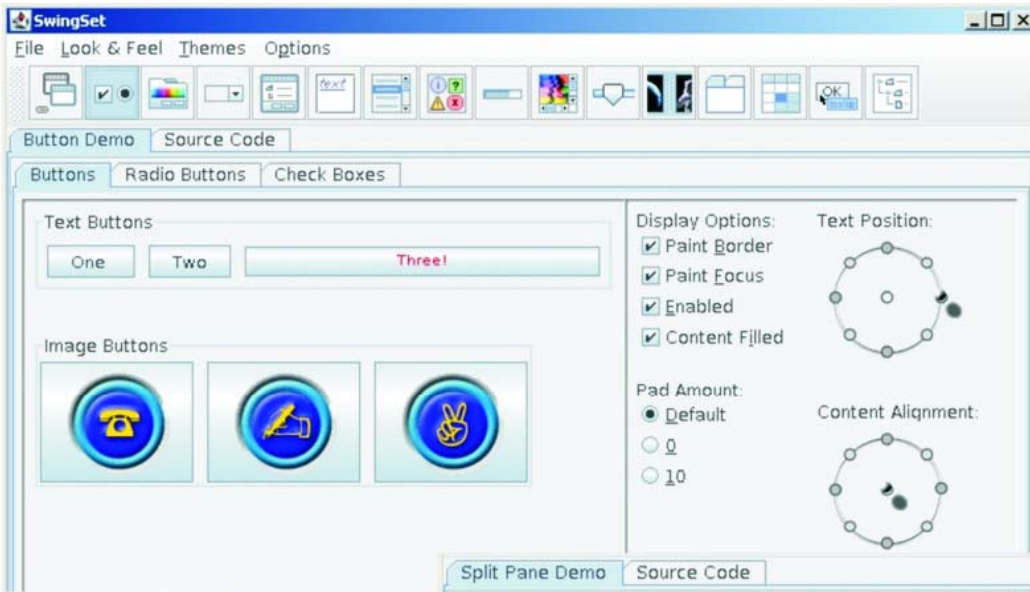 SwingSet
File Look & Feel Themes Options
text
OK
Button Demo Source Code
Buttons Radio Buttons Check Boxes
Text Buttons
One Two Three!
Image Buttons
Display Options:
Paint Border
Paint Focus
Enabled
Content Filled
Text Position:
Pad Amount:
Default
0
10
Content Alignment:
Split Pane Demo Source Code